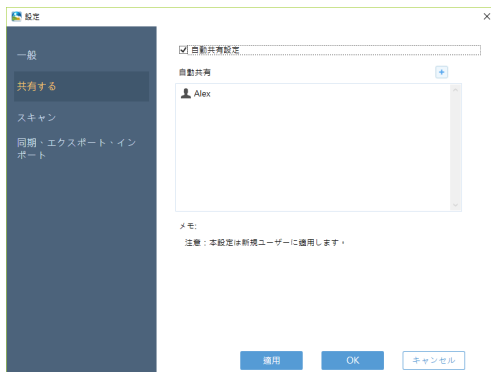 設定
一般
共有する
スキャン
同期、エクスポート、イン
ポート
自動共有設定
自動共有
Alex
メモ:
注意：本設定は新規ユーザーに適用します。
適用
OK
キャンセル